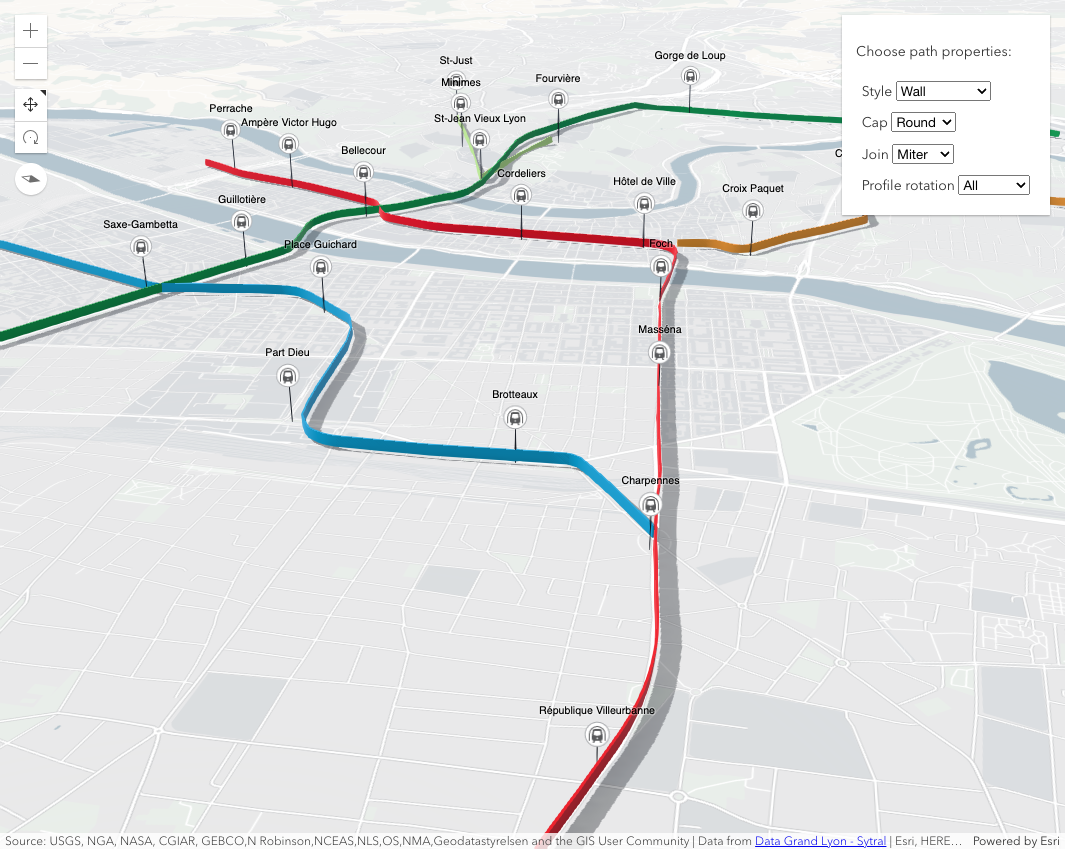 St-Just
Minimes
Fourvière
Gorge de Loup
Perrache
Ampère Victor Hugo
St-Jean Vieux Lyon
Bellecour
Cordeliers
Hôtel de Ville
Croix Paquet
C
Guillotière
Saxe-Gambetta
Place Guichard
Foch
Masséna
Part Dieu
Brotteaux
Charpennes
République Villeurbanne
Choose path properties:
Style Wall
Cap Round
Join Miter
Profile rotation All
Source: USGS, NGA, NASA, CGIAR, GEBCO,N Robinson,NCEAS,NLS,OS,NMA,Geodatastyrelsen and the GIS User Community | Data from Data Grand Lyon - Sytral | Esri, HERE… Powered by Esri